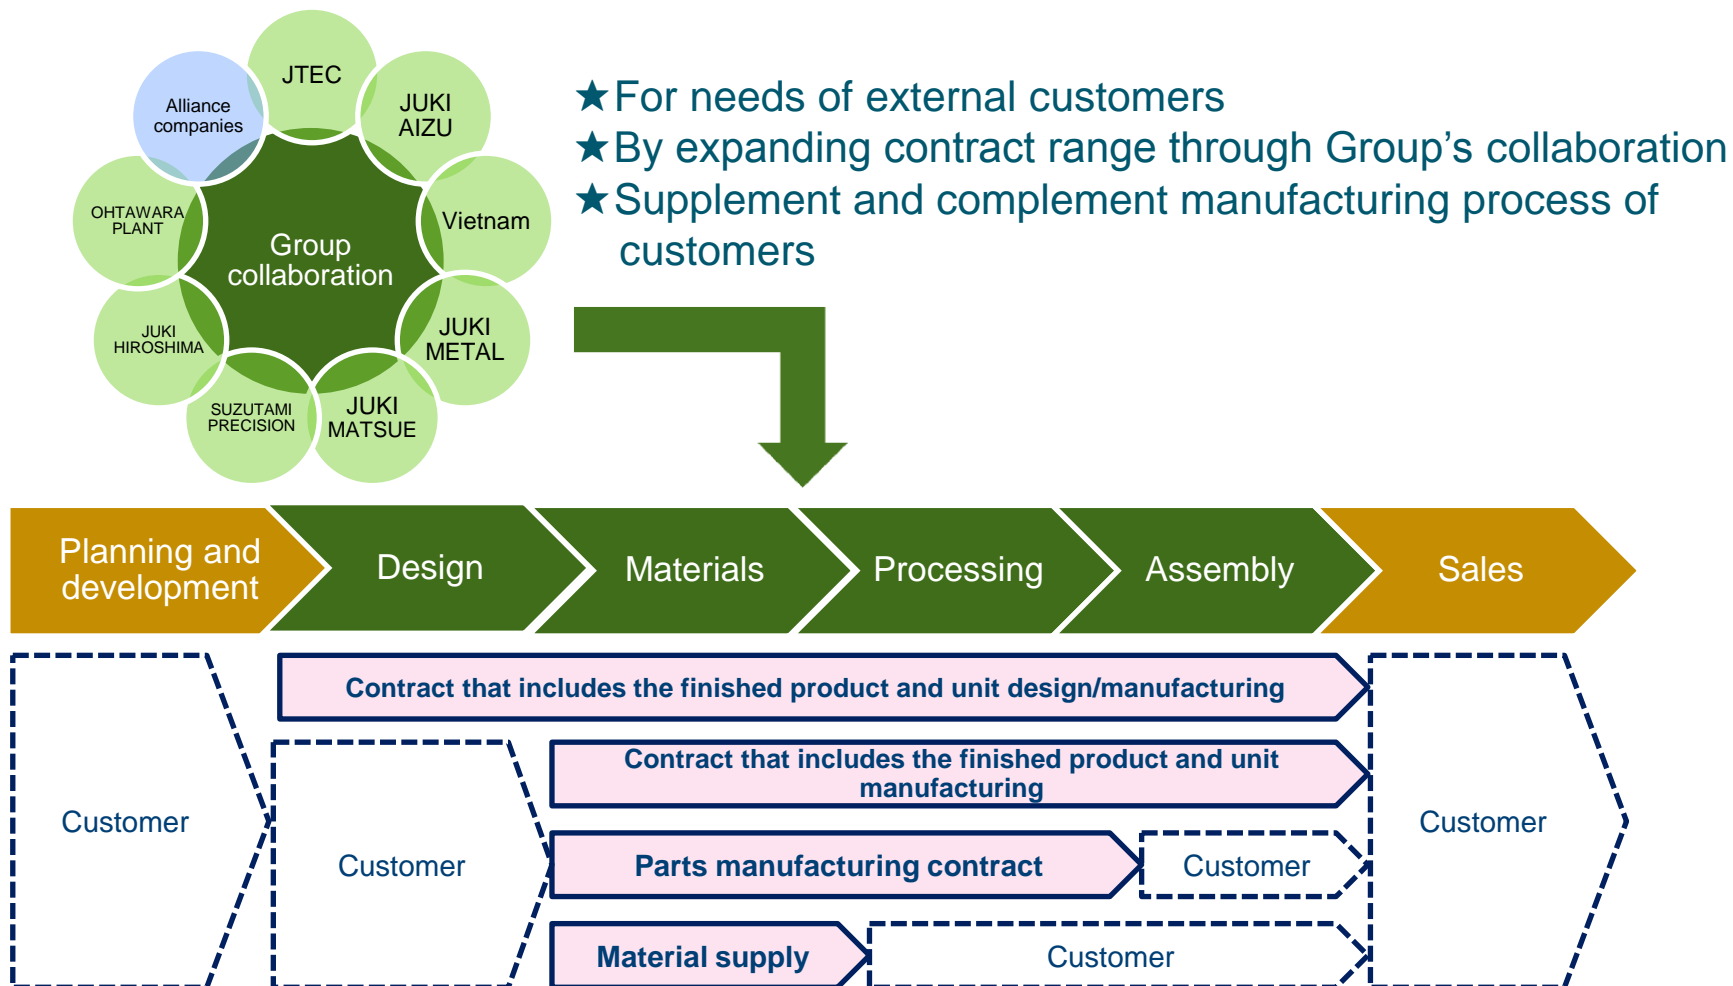 JTEC
Alliance
companies
JUKI
AIZU
OHTAWARA
PLANT
Vietnam
Group
collaboration
JUKI
HIROSHIMA
JUKI
METAL
SUZUTAMI
PRECISION
JUKI
MATSUE
★For needs of external customers
★By expanding contract range through Group’s collaboration
★Supplement and complement manufacturing process of
customers
Planning and
development
Design
Materials
Processing
Assembly
Sales
Contract that includes the finished product and unit design/manufacturing
Contract that includes the finished product and unit
manufacturing
Customer
Customer
Parts manufacturing contract
Customer
Customer
Material supply
Customer